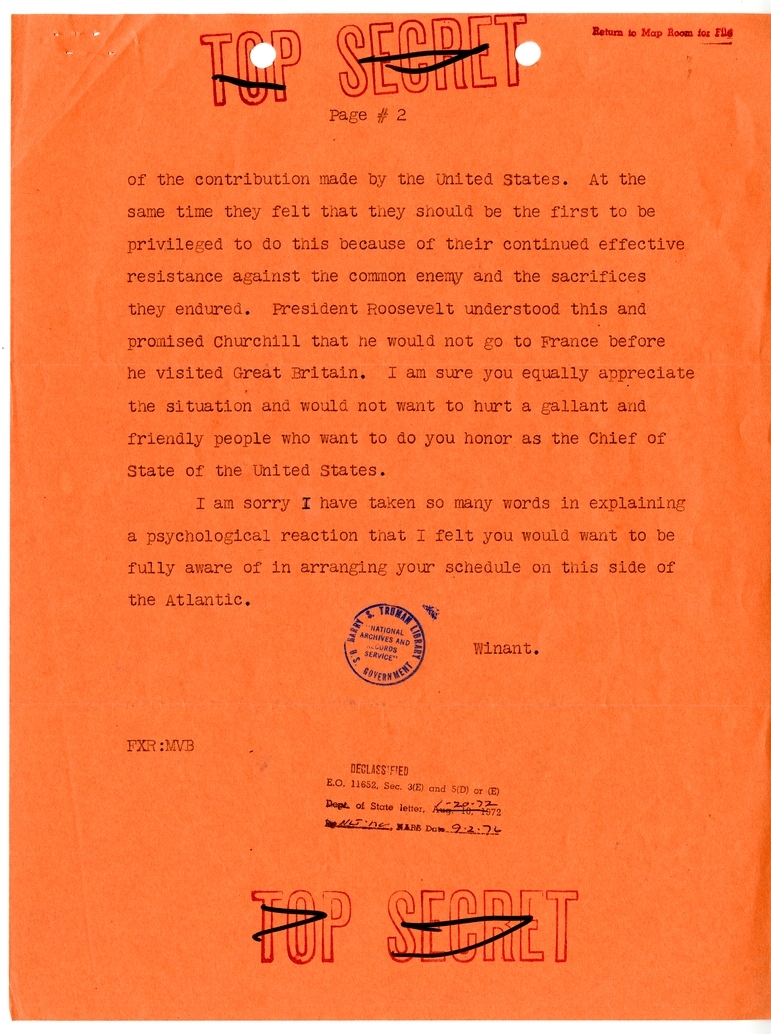 TOP SECRET
Return to Map Room for File
Page # 2
of the contribution made by the United States. At the
same time they felt that they should be the first to be
privileged to do this because of their continued effective
resistance against the common enemy and the sacrifices
they endured. President Roosevelt understood this and
promised Churchill that he would not go to France before
he visited Great Britain. I am sure you equally appreciate
the situation and would not want to hurt a gallant and
friendly people who want to do you honor as the Chief of
State of the United States.
I am sorry I have taken so many words in explaining
a psychological reaction that I felt you would want to be
fully aware of in arranging your schedule on this side of
the Atlantic.
HARRY S. TRUMAN LIBRARY
"NATIONAL
ARCHIVES AND
RECORDS
SERVICE"
U.S. GOVERNMENT
Winant.
FXR:MVB
DECLASSIFIED
E.O. 11652, Sec. 3(E) and 5(D) or (E)
Dept. of State letter, Aug. 10, 1972
NARS Date 9-2-76
TOP SECRET